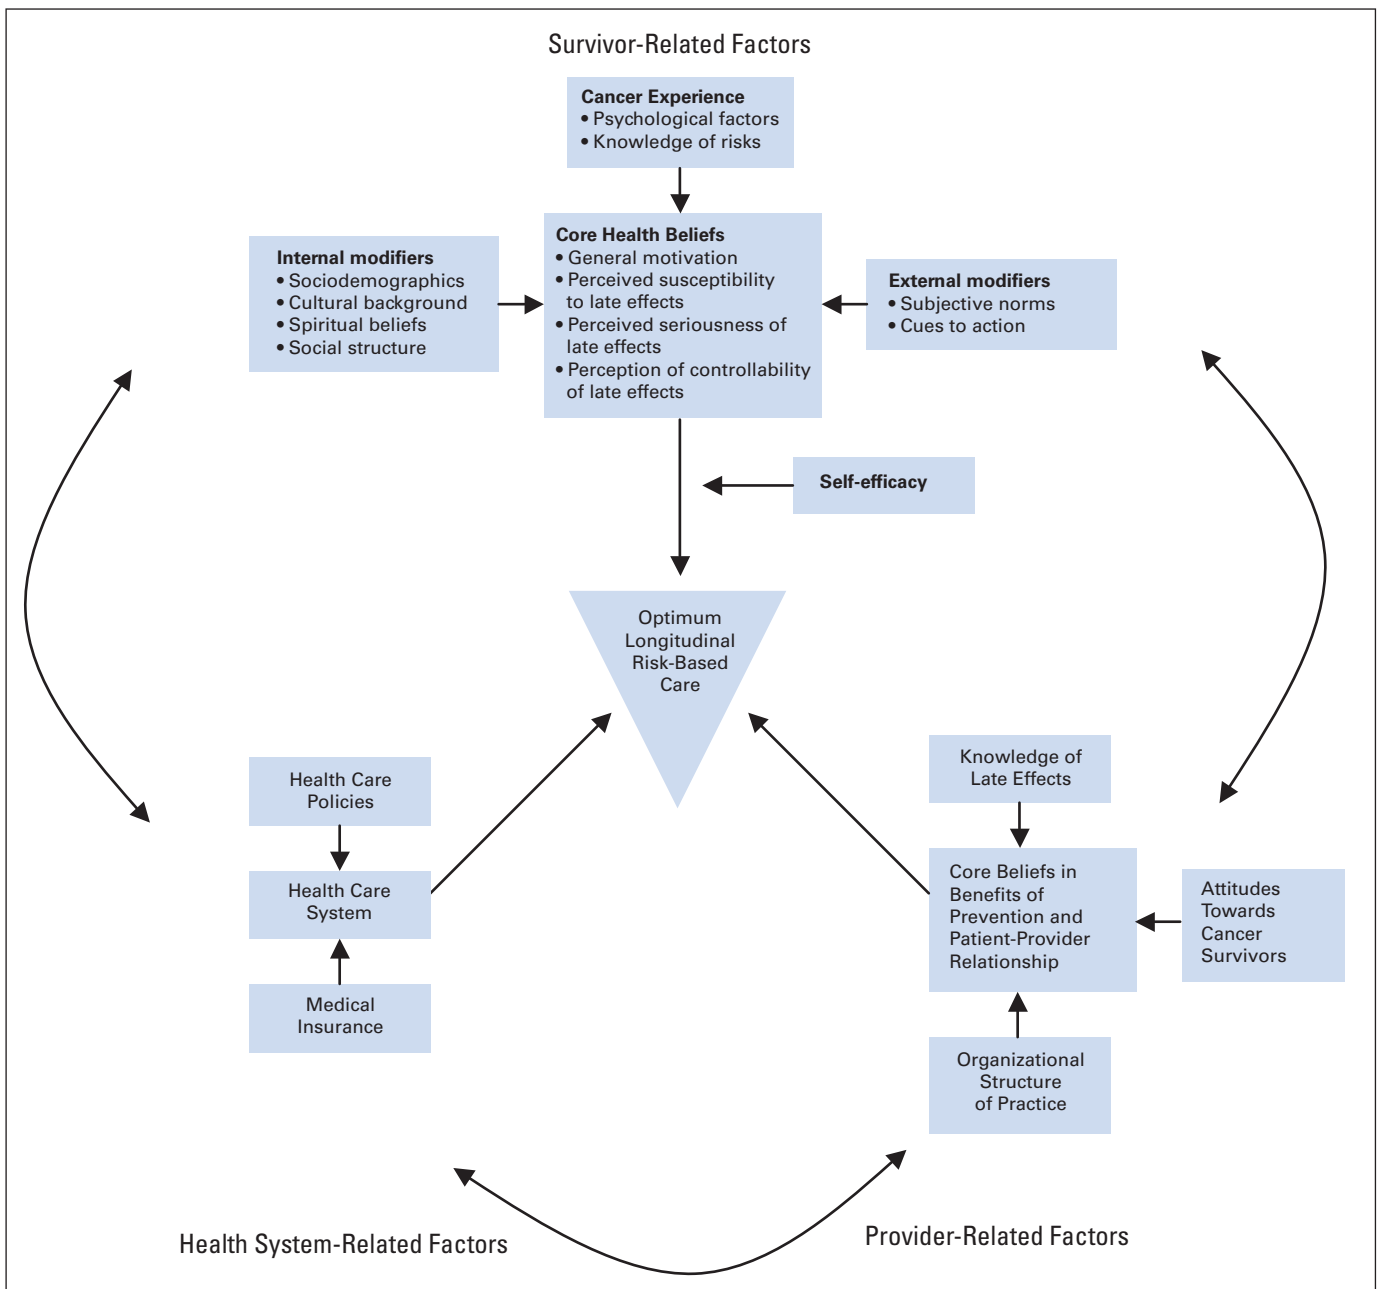 Survivor-Related Factors
Cancer Experience
• Psychological factors
• Knowledge of risks
Internal modifiers
• Sociodemographics
• Cultural background
• Spiritual beliefs
• Social structure
Core Health Beliefs
• General motivation
• Perceived susceptibility
to late effects
• Perceived seriousness of
late effects
• Perception of controllability
of late effects
External modifiers
• Subjective norms
• Cues to action
Self-efficacy
Optimum
Longitudinal
Risk-Based
Care
Health Care
Policies
Health Care
System
Medical
Insurance
Knowledge of
Late Effects
Core Beliefs in
Benefits of
Prevention and
Patient-Provider
Relationship
Attitudes
Towards
Cancer
Survivors
Organizational
Structure
of Practice
Health System-Related Factors
Provider-Related Factors